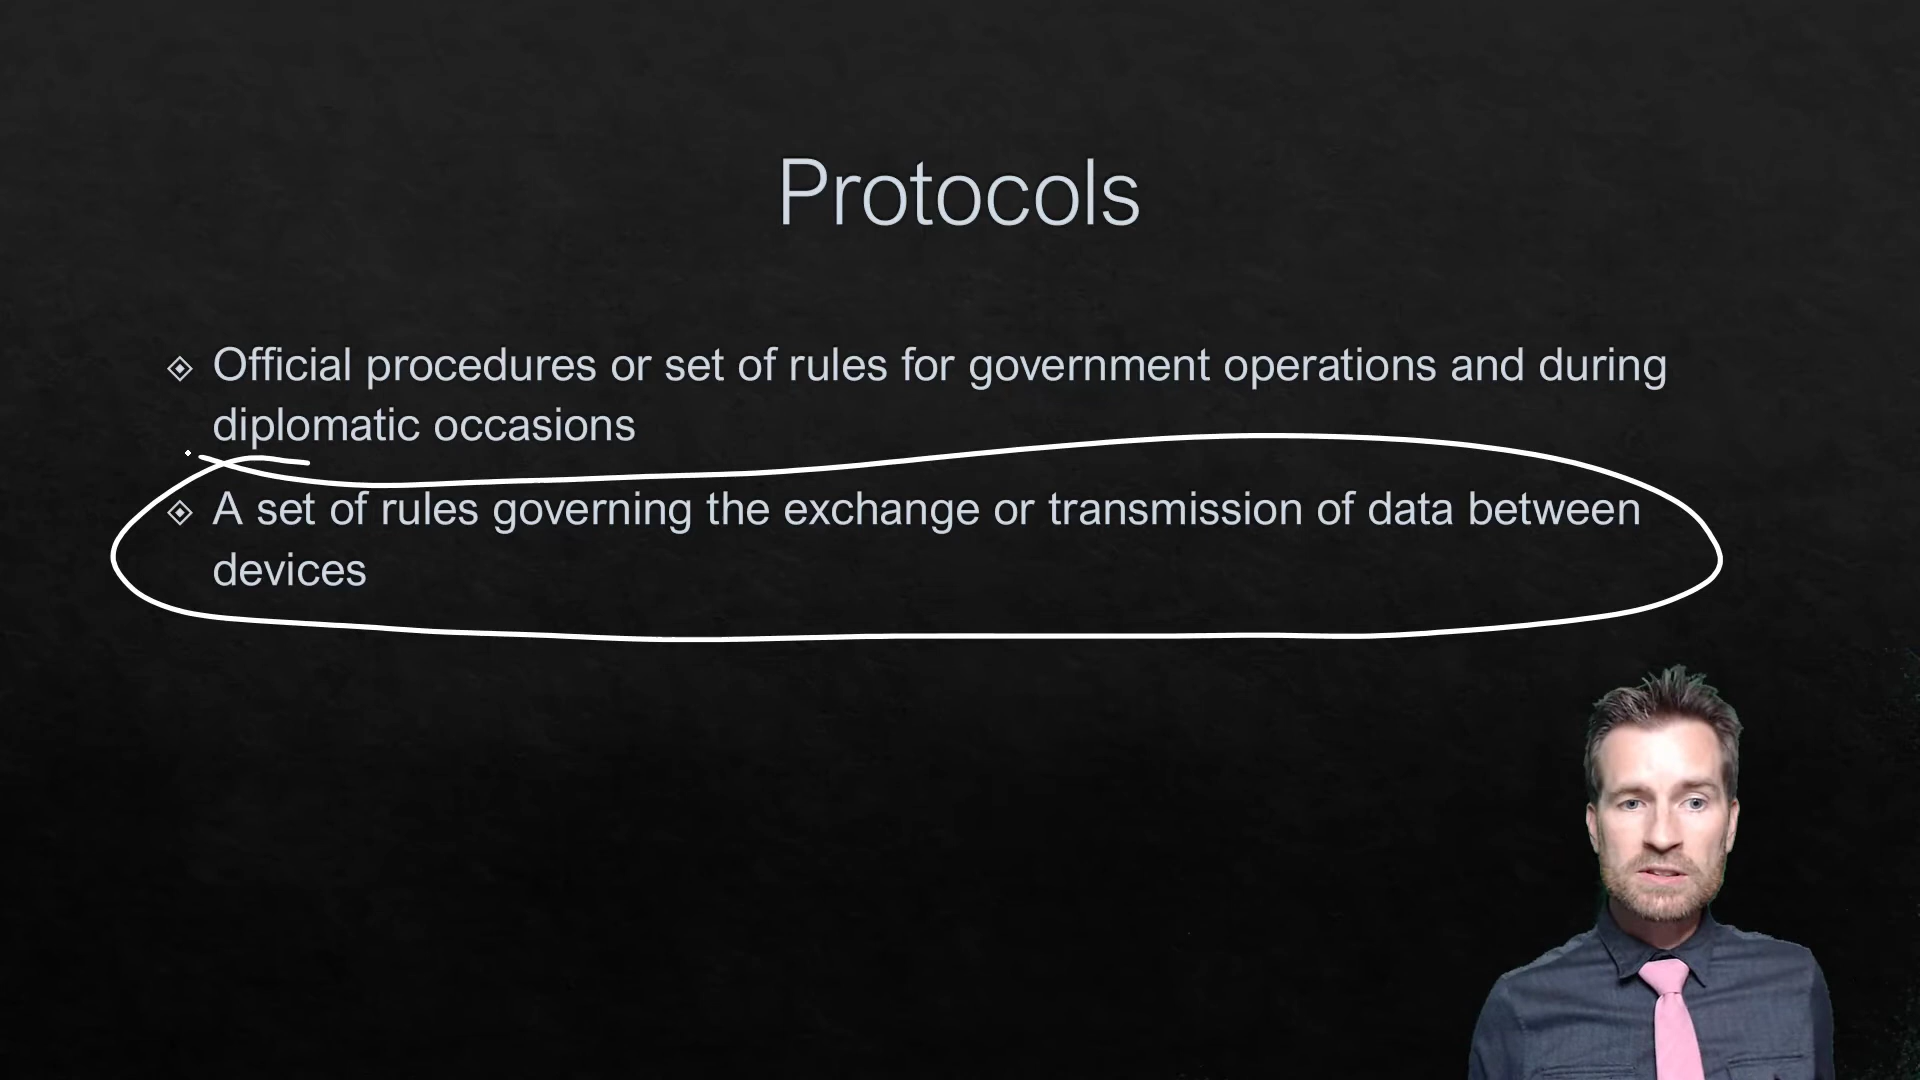 Protocols
Official procedures or set of rules for government operations and during
diplomatic occasions
A set of rules governing the exchange or transmission of data between
devices